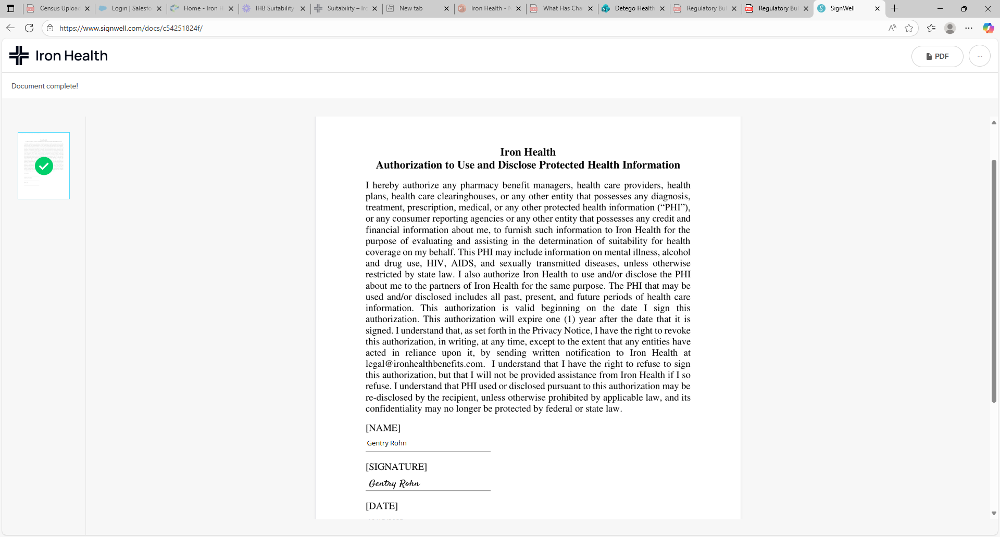 Census Uploa
Login | Salesfo
Home - Iron H
IHB Suitability
Suitability – Iro
New tab
Iron Health - N
What Has Cha
Detego Health
Regulatory Bul
Regulatory Bul
SignWell
https://www.signwell.com/docs/c54251824f/
Iron Health
PDF
...
Document complete!
Iron Health
Authorization to Use and Disclose Protected Health Information
I hereby authorize any pharmacy benefit managers, health care providers, health
plans, health care clearinghouses, or any other entity that possesses any diagnosis,
treatment, prescription, medical, or any other protected health information (“PHI”),
or any consumer reporting agencies or any other entity that possesses any credit and
financial information about me, to furnish such information to Iron Health for the
purpose of evaluating and assisting in the determination of suitability for health
coverage on my behalf. This PHI may include information on mental illness, alcohol
and drug use, HIV, AIDS, and sexually transmitted diseases, unless otherwise
restricted by state law. I also authorize Iron Health to use and/or disclose the PHI
about me to the partners of Iron Health for the same purpose. The PHI that may be
used and/or disclosed includes all past, present, and future periods of health care
information. This authorization is valid beginning on the date I sign this
authorization. This authorization will expire one (1) year after the date that it is
signed. I understand that, as set forth in the Privacy Notice, I have the right to revoke
this authorization, in writing, at any time, except to the extent that any entities have
acted in reliance upon it, by sending written notification to Iron Health at
legal@ironhealthbenefits.com. I understand that I have the right to refuse to sign
this authorization, but that I will not be provided assistance from Iron Health if I so
refuse. I understand that PHI used or disclosed pursuant to this authorization may be
re-disclosed by the recipient, unless otherwise prohibited by applicable law, and its
confidentiality may no longer be protected by federal or state law.
[NAME]
Gentry Rohn
[SIGNATURE]
Gentry Rohn
[DATE]